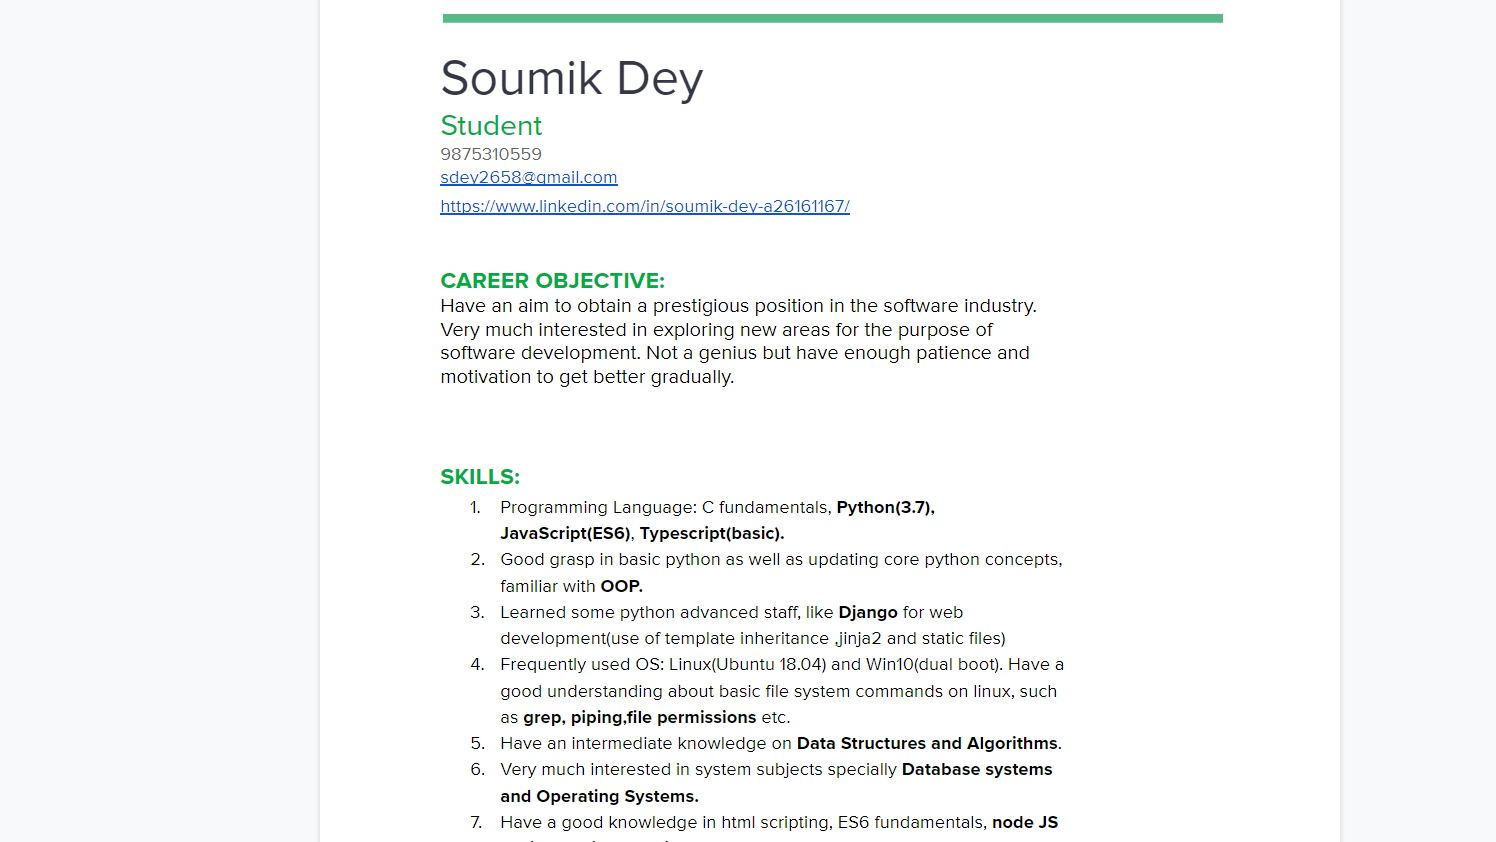 Soumik Dey
Student
9875310559
sdey2658@gmail.com
https://www.linkedin.com/in/soumik-dey-a26161167/
CAREER OBJECTIVE:
Have an aim to obtain a prestigious position in the software industry.
Very much interested in exploring new areas for the purpose of
software development. Not a genius but have enough patience and
motivation to get better gradually.
SKILLS:
1. Programming Language: C fundamentals, Python(3.7),
JavaScript(ES6), Typescript(basic).
2. Good grasp in basic python as well as updating core python concepts,
familiar with OOP.
3. Learned some python advanced staff, like Django for web
development(use of template inheritance ,jinja2 and static files)
4. Frequently used OS: Linux(Ubuntu 18.04) and Win10(dual boot). Have a
good understanding about basic file system commands on linux, such
as grep, piping,file permissions etc.
5. Have an intermediate knowledge on Data Structures and Algorithms.
6. Very much interested in system subjects specially Database systems
and Operating Systems.
7. Have a good knowledge in html scripting, ES6 fundamentals, node JS